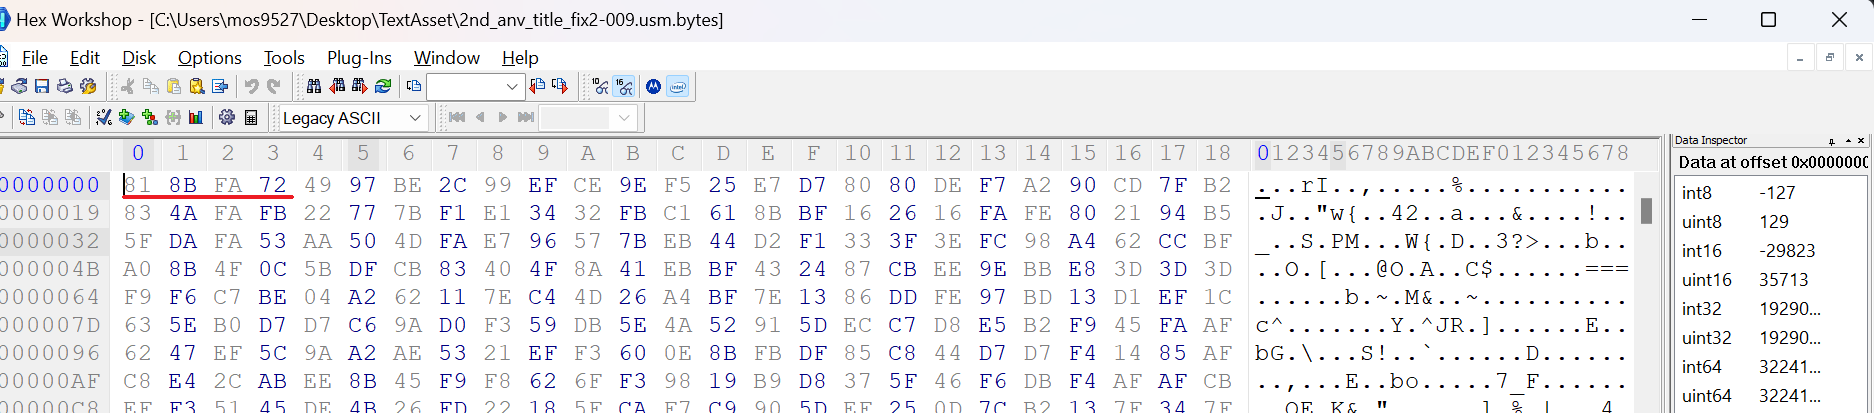 Hex Workshop - [C:\Users\mos9527\Desktop\TextAsset\2nd_anv_title_fix2-009.usm.bytes]
File Edit Disk Options Tools Plug-Ins Window Help
Legacy ASCII
0 1 2 3 4 5 6 7 8 9 A B C D E F 10 11 12 13 14 15 16 17 18 0123456789ABCDEF012345678
0000000 81 8B FA 72 49 97 BE 2C 99 EF CE 9E F5 25 E7 D7 80 80 DE F7 A2 90 CD 7F B2 ...rI..,.....%...........
0000019 83 4A FA FB 22 77 7B F1 E1 34 32 FB C1 61 8B BF 16 26 16 FA FE 80 21 94 B5 .J.."w{..42..a...&....!..
0000032 5F DA FA 53 AA 50 4D FA E7 96 57 7B EB 44 D2 F1 33 3F 3E FC 98 A4 62 CC BF _..S.PM...W{.D..3?>...b..
000004B A0 8B 4F 0C 5B DF CB 83 40 4F 8A 41 EB BF 43 24 87 CB EE 9E BB E8 3D 3D 3D ..O.[...@O.A..C$......===
0000064 F9 F6 C7 BE 04 A2 62 11 7E C4 4D 26 A4 BF 7E 13 86 DD FE 97 BD 13 D1 EF 1C ......b.~.M&..~..........
000007D 63 5E B0 D7 D7 C6 9A D0 F3 59 DB 5E 4A 52 91 5D EC C7 D8 E5 B2 F9 45 FA AF c^.......Y.^JR.]......E..
0000096 62 47 EF 5C 9A A2 AE 53 21 EF F3 60 0E 8B FB DF 85 C8 44 D7 D7 F4 14 85 AF bG.\...S!..`......D......
00000AF C8 E4 2C AB EE 8B 45 F9 F8 62 6F F3 98 19 B9 D8 37 5F 46 F6 DB F4 AF AF CB ..,...E..bo.....7_F......
Data Inspector
Data at offset 0x000000
int8 -127
uint8 129
int16 -29823
uint16 35713
int32 19290...
uint32 19290...
int64 32241...
uint64 32241...